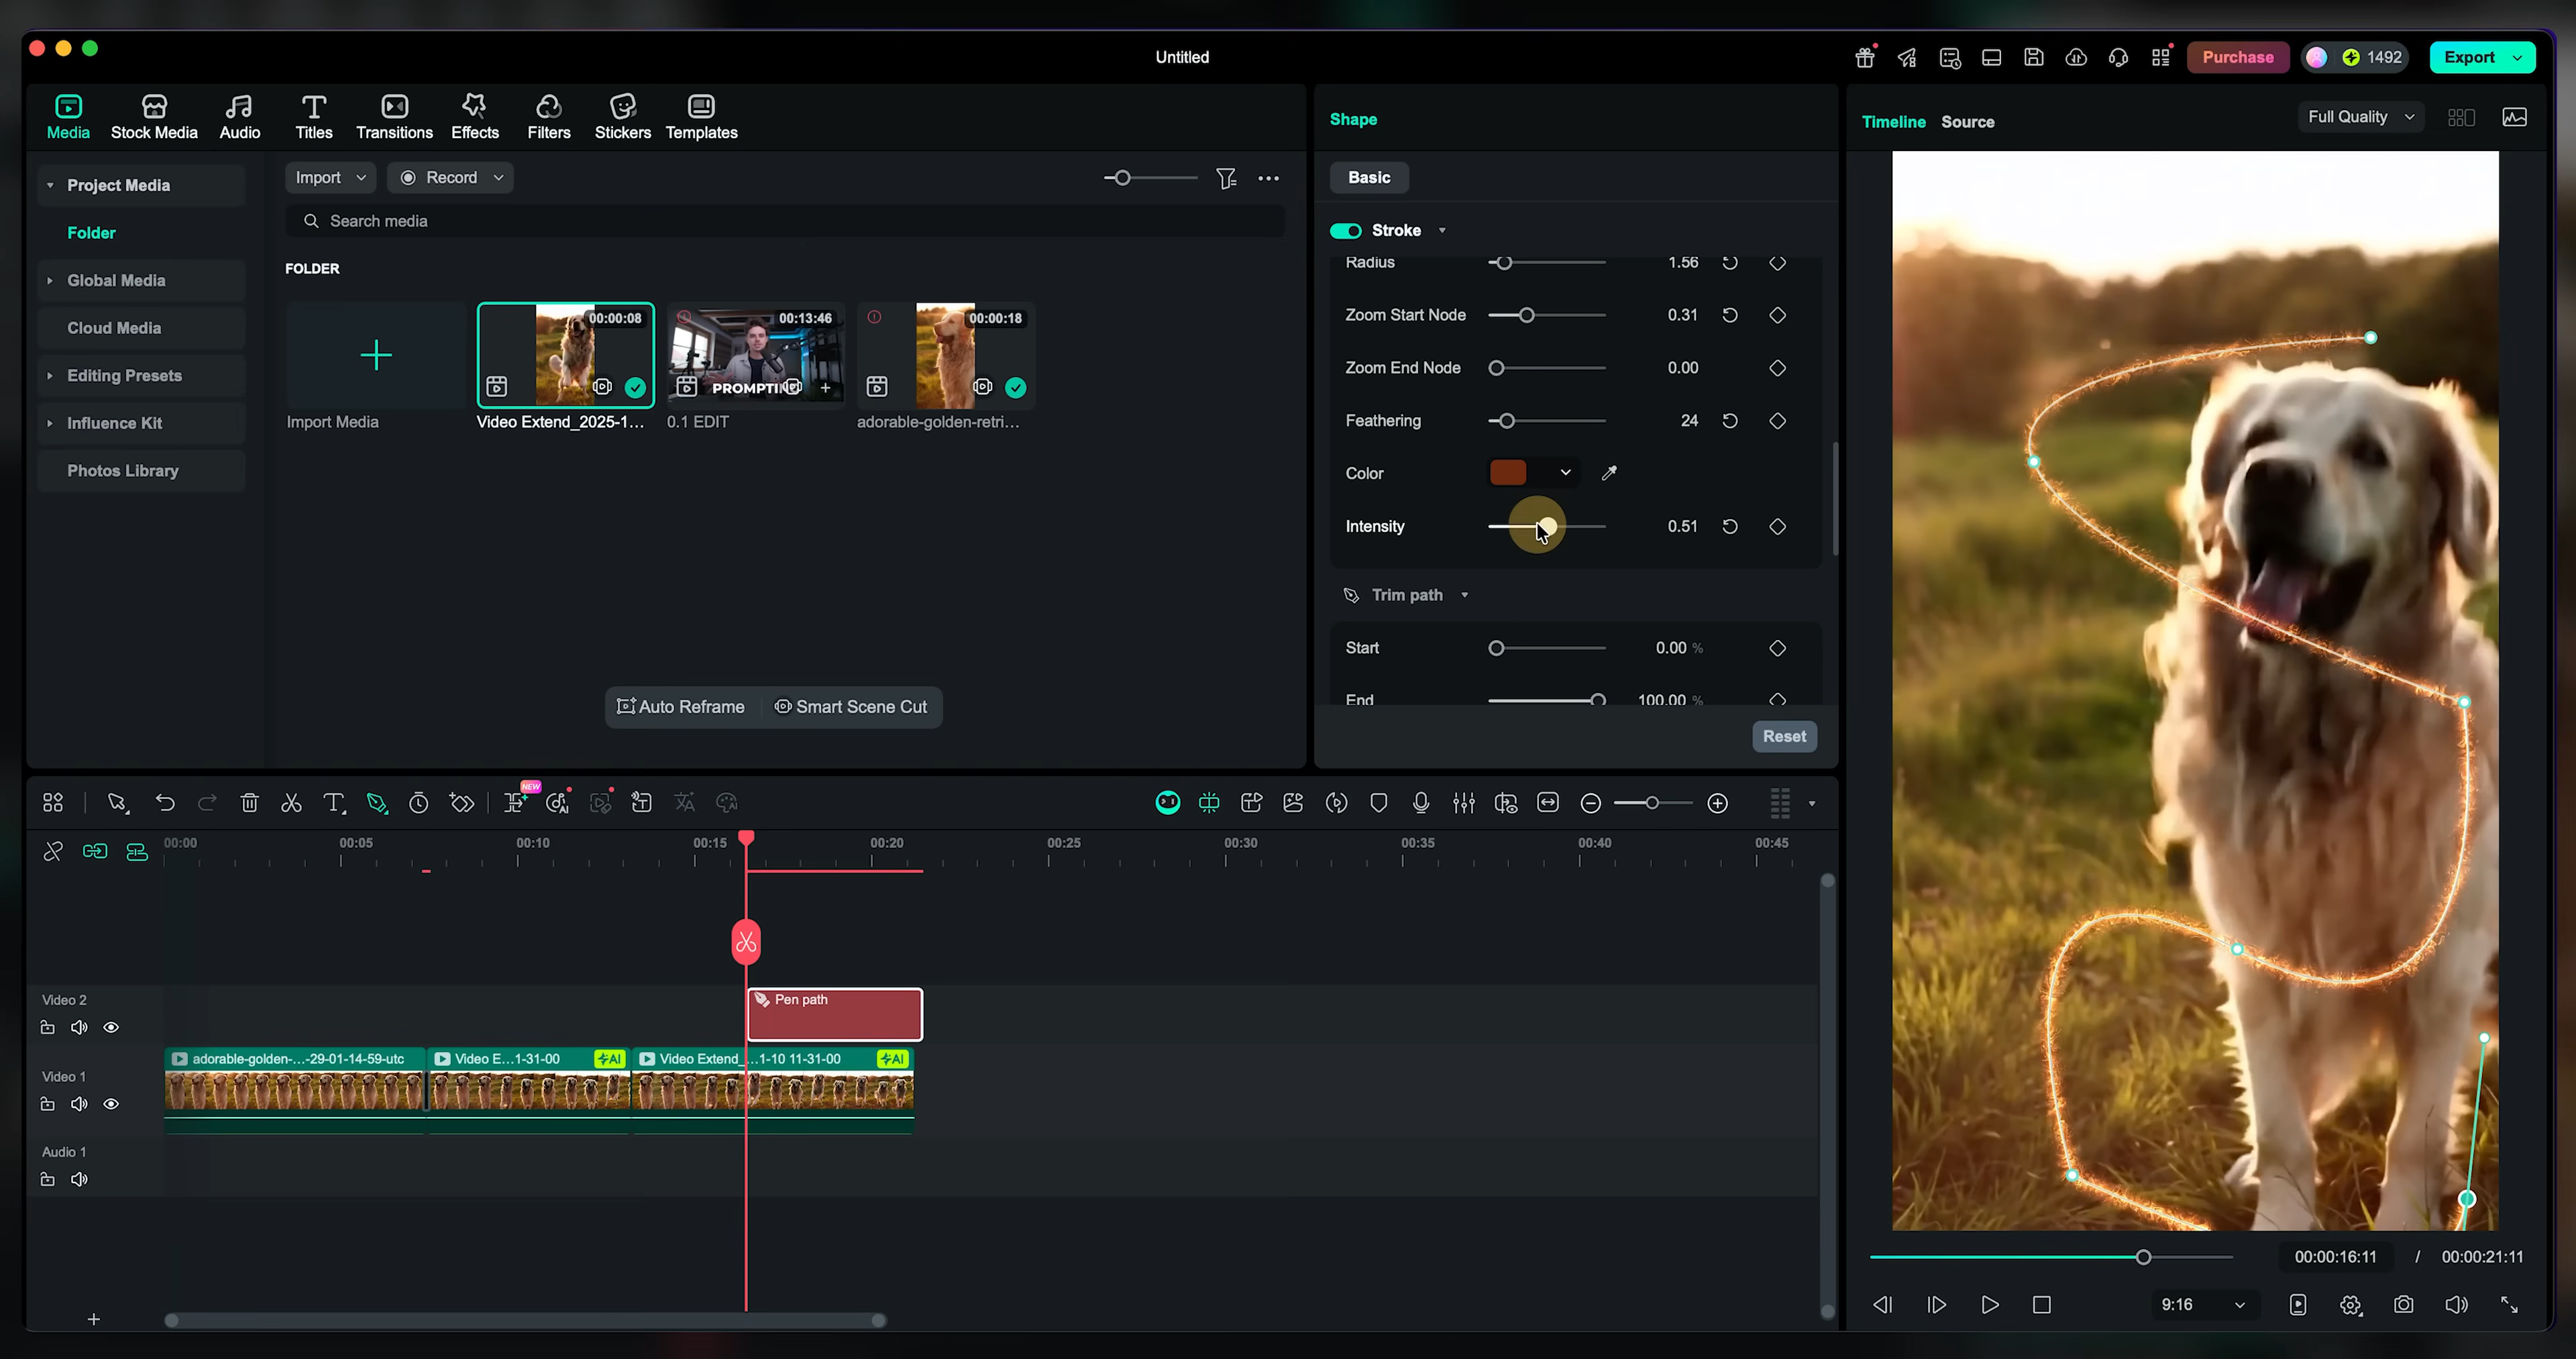 Untitled
Purchase
1492
Export
Media
Stock Media
Audio
Titles
Transitions
Effects
Filters
Stickers
Templates
Project Media
Folder
Global Media
Cloud Media
Editing Presets
Influence Kit
Photos Library
Import
Record
Search media
FOLDER
Import Media
00:00:08
Video Extend_2025-1...
00:13:46
0.1 EDIT
00:00:18
adorable-golden-retri...
Auto Reframe
Smart Scene Cut
Shape
Basic
Stroke
Radius 1.56
Zoom Start Node 0.31
Zoom End Node 0.00
Feathering 24
Color
Intensity 0.51
Trim path
Start 0.00 %
End 100.00 %
Reset
Timeline Source
Full Quality
00:00:16:11 / 00:00:21:11
9:16
NEW
00:00 00:05 00:10 00:15 00:20 00:25 00:30 00:35 00:40 00:45
Video 2
Pen path
Video 1
adorable-golden-...-29-01-14-59-utc
Video E...1-31-00
AI
Video Extend_...1-10 11-31-00
AI
Audio 1